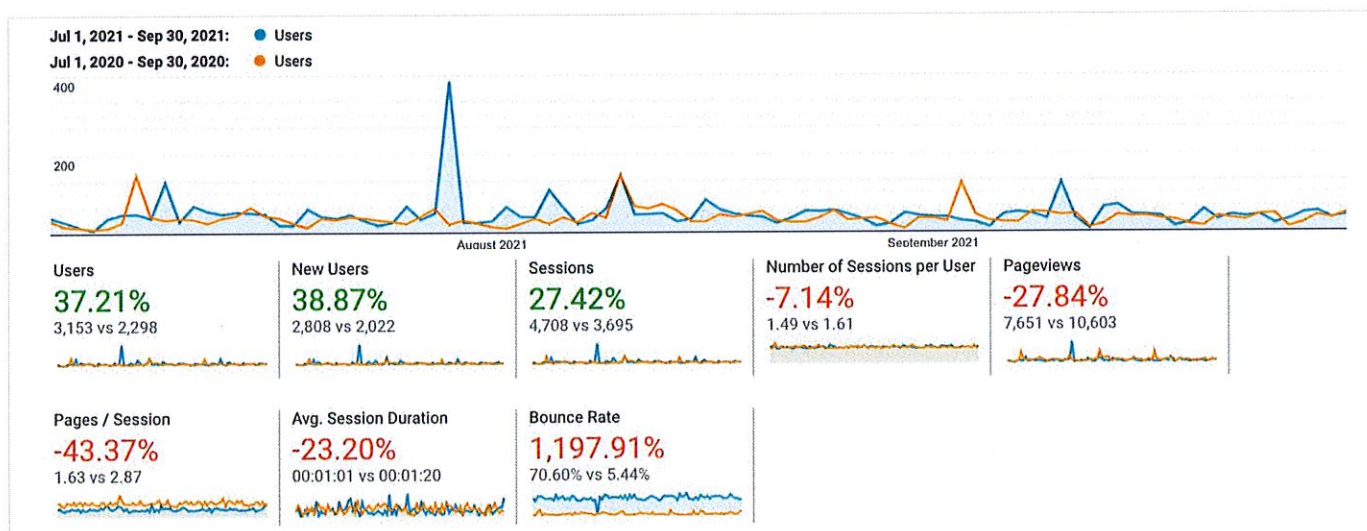 Jul 1, 2021 - Sep 30, 2021: Users
Jul 1, 2020 - Sep 30, 2020: Users
400
200
August 2021
September 2021
Users
37.21%
3,153 vs 2,298
New Users
38.87%
2,808 vs 2,022
Sessions
27.42%
4,708 vs 3,695
Number of Sessions per User
-7.14%
1.49 vs 1.61
Pageviews
-27.84%
7,651 vs 10,603
Pages / Session
-43.37%
1.63 vs 2.87
Avg. Session Duration
-23.20%
00:01:01 vs 00:01:20
Bounce Rate
1,197.91%
70.60% vs 5.44%